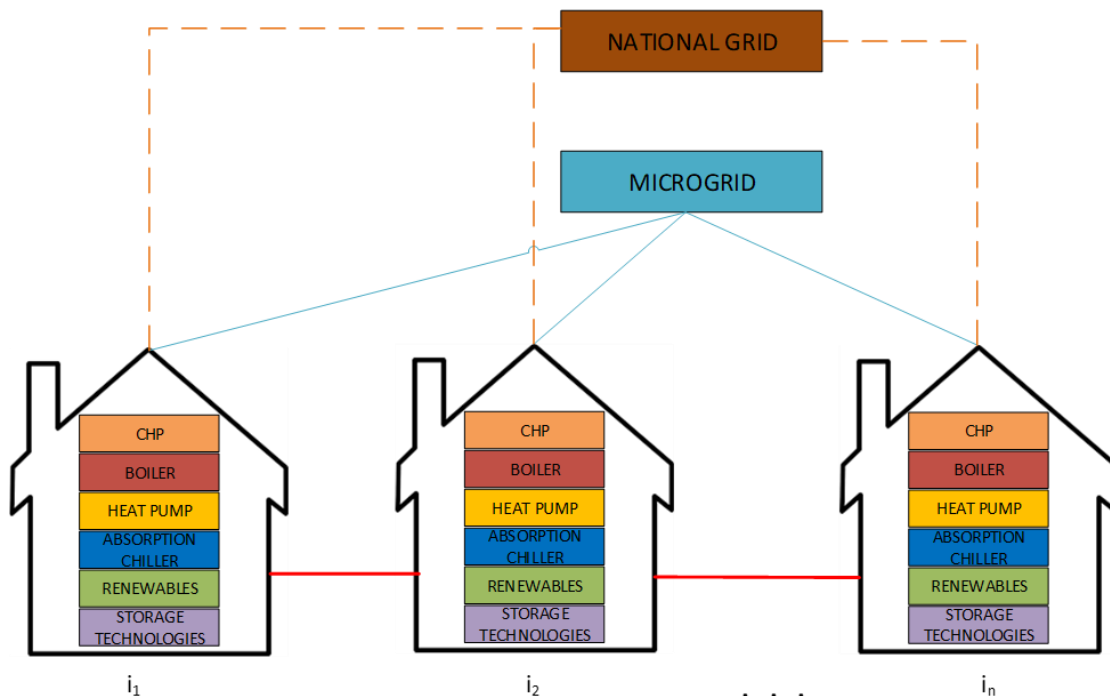 NATIONAL GRID
MICROGRID
CHP
BOILER
HEAT PUMP
ABSORPTION
CHILLER
RENEWABLES
STORAGE
TECHNOLOGIES
i₁
CHP
BOILER
HEAT PUMP
ABSORPTION
CHILLER
RENEWABLES
STORAGE
TECHNOLOGIES
i₂
. . .
CHP
BOILER
HEAT PUMP
ABSORPTION
CHILLER
RENEWABLES
STORAGE
TECHNOLOGIES
iₙ